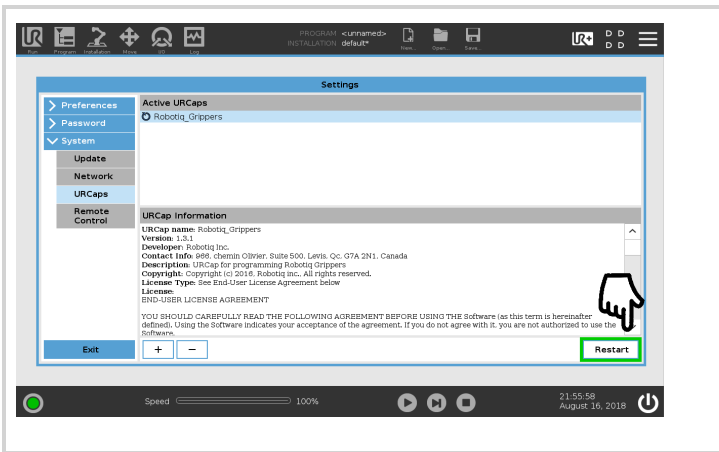 PROGRAM <unnamed>
INSTALLATION default*
Run Program Installation Move I/O Log New... Open... Save...
UR+
D D
D D
Settings
Preferences
Password
System
Update
Network
URCaps
Remote
Control
Exit
Active URCaps
Robotiq_Grippers
URCap Information
URCap name: Robotiq_Grippers
Version: 1.3.1
Developer: Robotiq Inc.
Contact Info: 966, chemin Olivier, Suite 500, Levis, Qc, G7A 2N1, Canada
Description: URCap for programming Robotiq Grippers
Copyright: Copyright (c) 2016, Robotiq inc., All rights reserved.
License Type: See End-User License Agreement below
License:
END-USER LICENSE AGREEMENT
YOU SHOULD CAREFULLY READ THE FOLLOWING AGREEMENT BEFORE USING THE Software (as this term is hereinafter
defined). Using the Software indicates your acceptance of the agreement. If you do not agree with it, you are not authorized to use the
Software.
+ −
Restart
Speed 100%
21:55:58
August 16, 2018